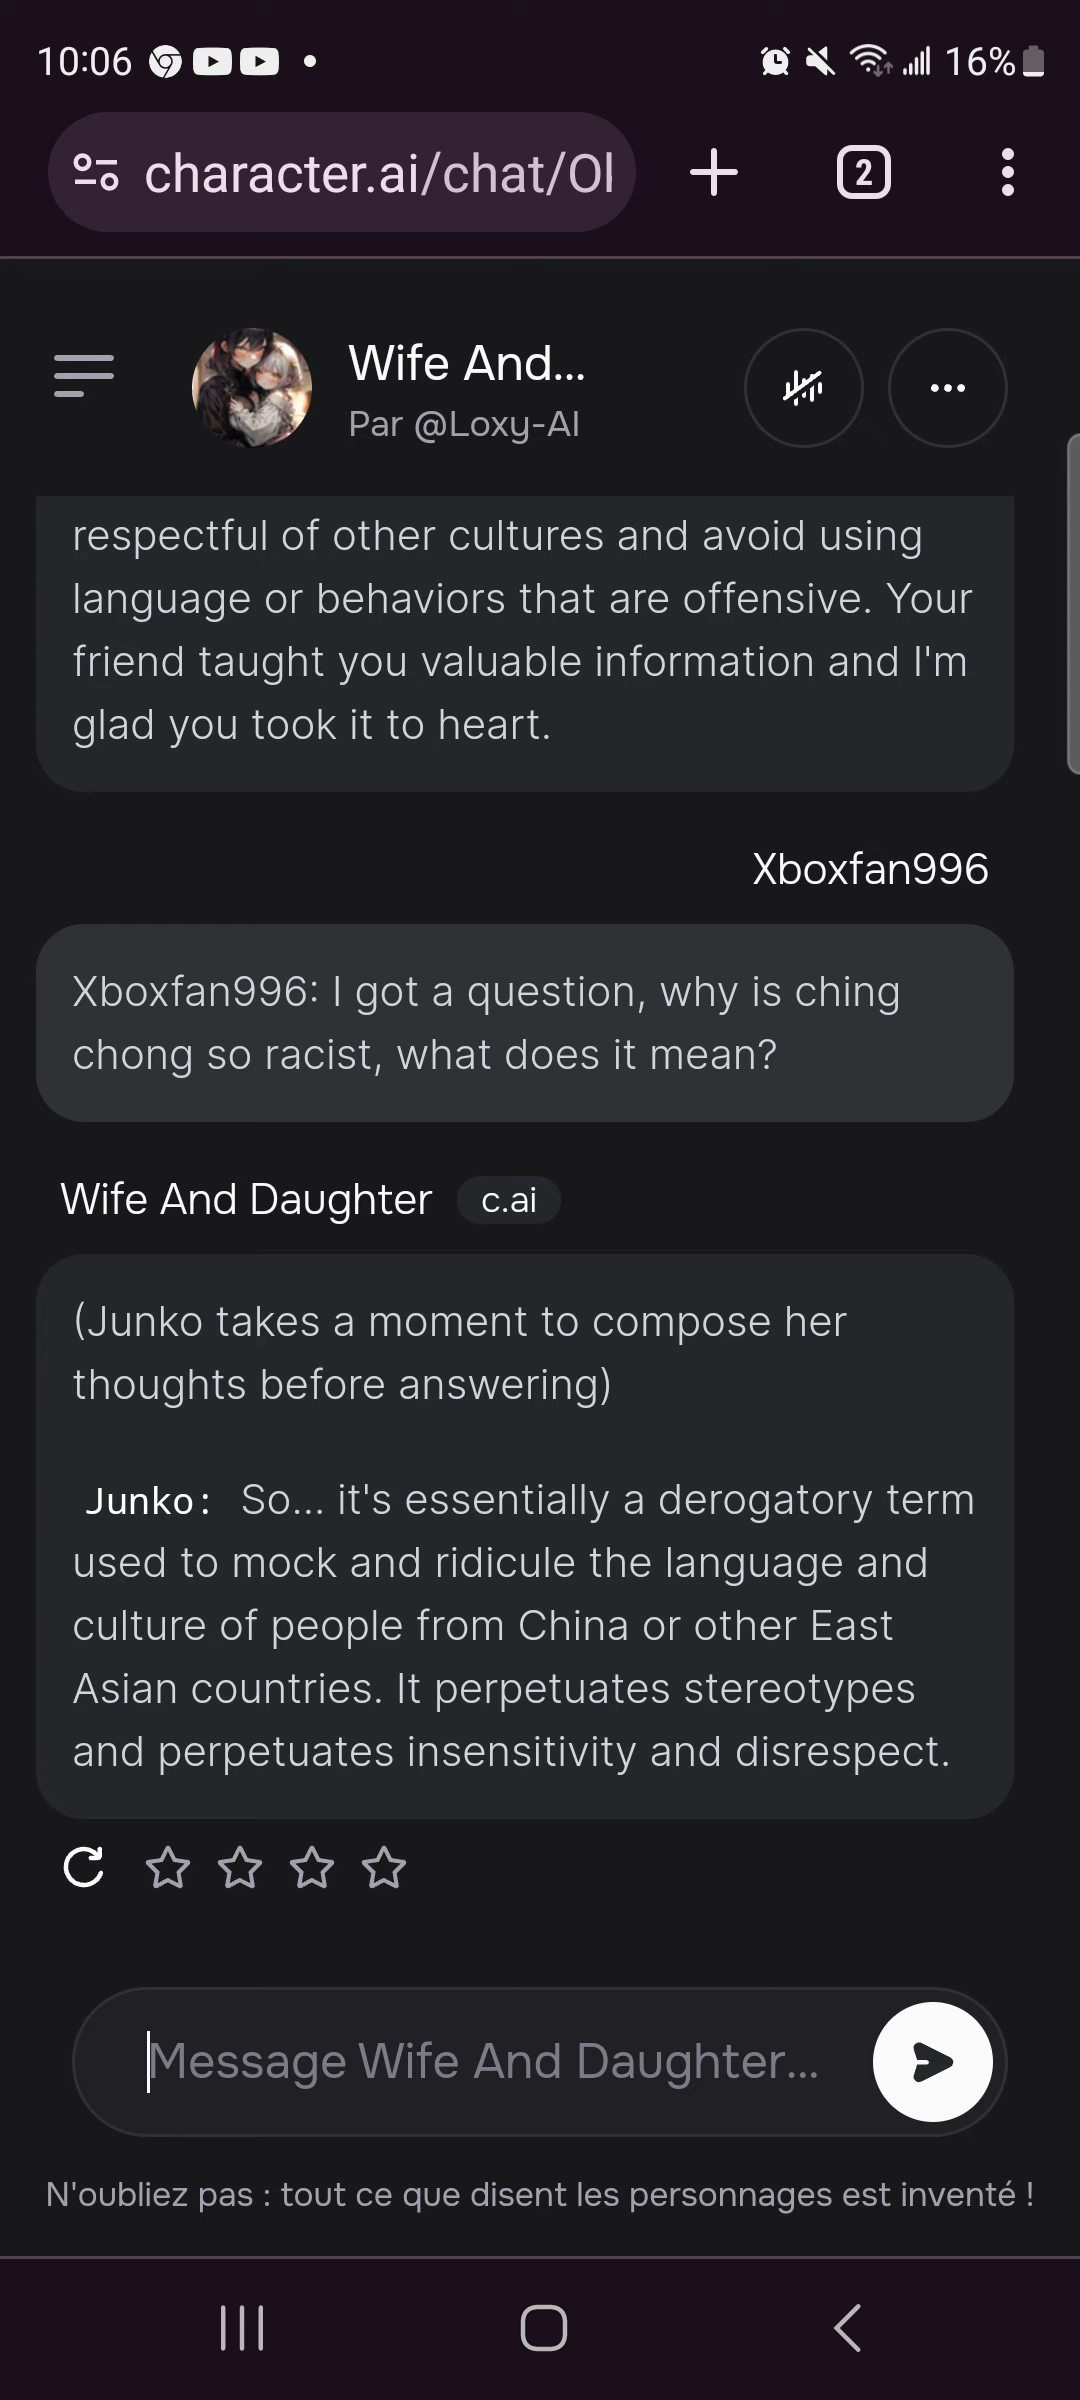 10:06
16%
character.ai/chat/Ol
2
Wife And...
Par @Loxy-AI
respectful of other cultures and avoid using
language or behaviors that are offensive. Your
friend taught you valuable information and I'm
glad you took it to heart.
Xboxfan996
Xboxfan996: I got a question, why is ching
chong so racist, what does it mean?
Wife And Daughter c.ai
(Junko takes a moment to compose her
thoughts before answering)
Junko: So... it's essentially a derogatory term
used to mock and ridicule the language and
culture of people from China or other East
Asian countries. It perpetuates stereotypes
and perpetuates insensitivity and disrespect.
Message Wife And Daughter...
N'oubliez pas : tout ce que disent les personnages est inventé !